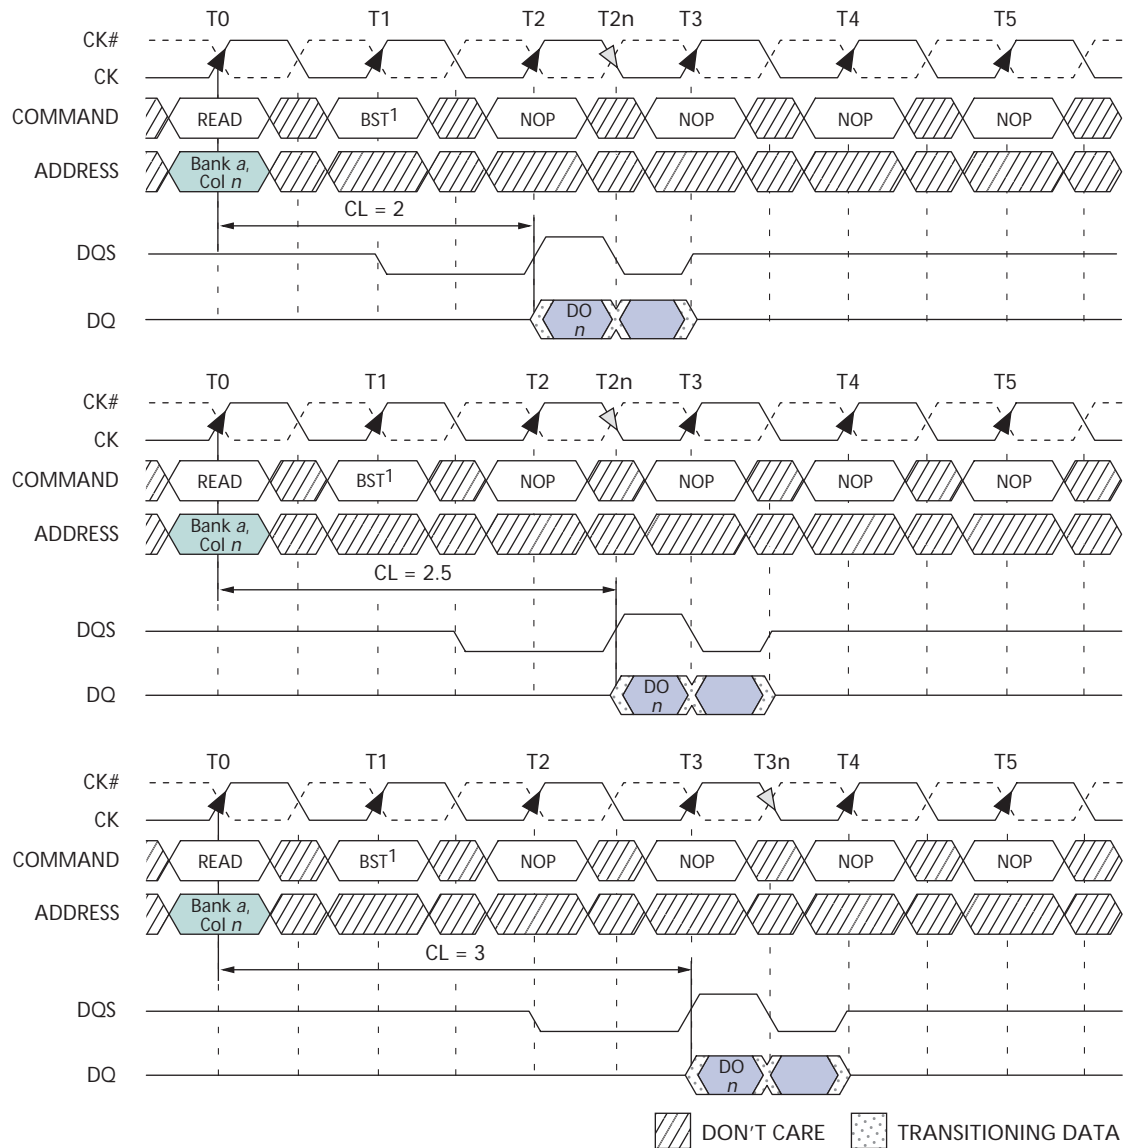 T0 T1 T2 T2n T3 T4 T5
CK#
CK
COMMAND READ BST1 NOP NOP NOP NOP
ADDRESS Bank a,
Col n
CL = 2
DQS
DQ DO
n
T0 T1 T2 T2n T3 T4 T5
CK#
CK
COMMAND READ BST1 NOP NOP NOP NOP
ADDRESS Bank a,
Col n
CL = 2.5
DQS
DQ DO
n
T0 T1 T2 T3 T3n T4 T5
CK#
CK
COMMAND READ BST1 NOP NOP NOP NOP
ADDRESS Bank a,
Col n
CL = 3
DQS
DQ DO
n
DON'T CARE TRANSITIONING DATA